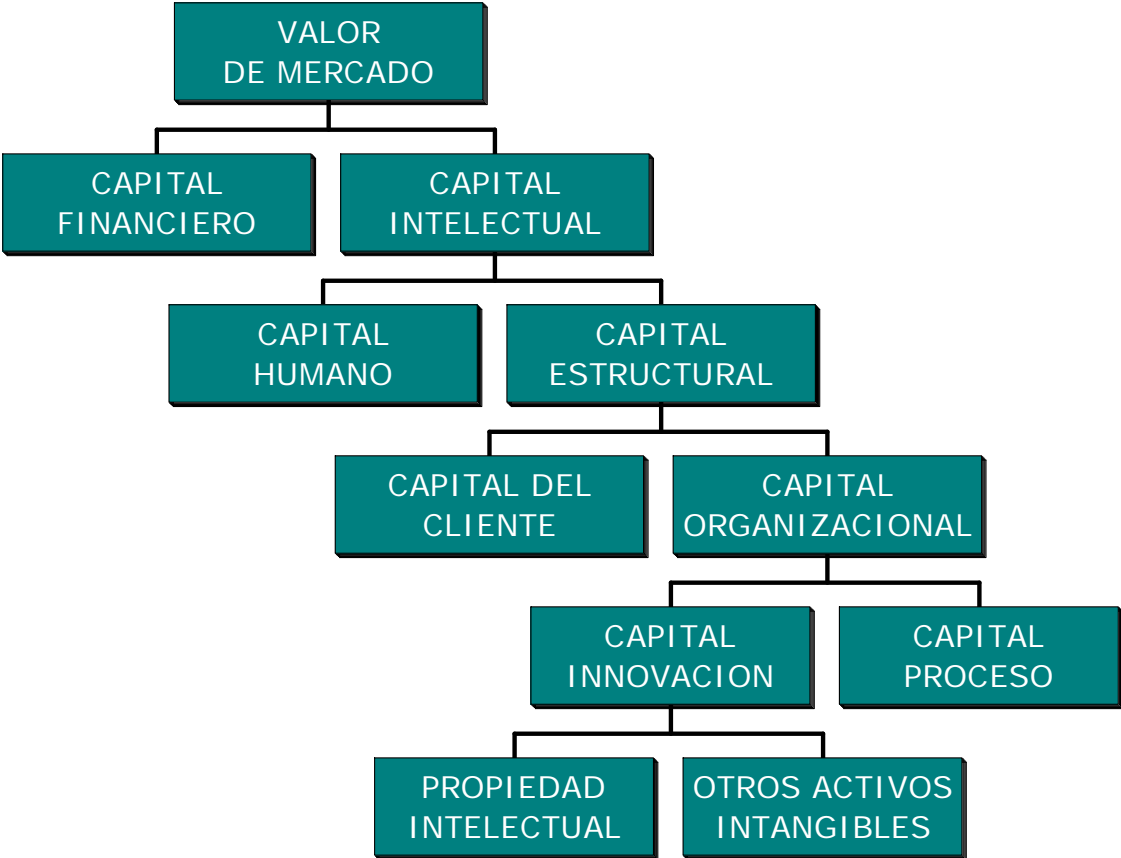 VALOR
DE MERCADO
CAPITAL
FINANCIERO
CAPITAL
INTELECTUAL
CAPITAL
HUMANO
CAPITAL
ESTRUCTURAL
CAPITAL DEL
CLIENTE
CAPITAL
ORGANIZACIONAL
CAPITAL
INNOVACION
CAPITAL
PROCESO
PROPIEDAD
INTELECTUAL
OTROS ACTIVOS
INTANGIBLES